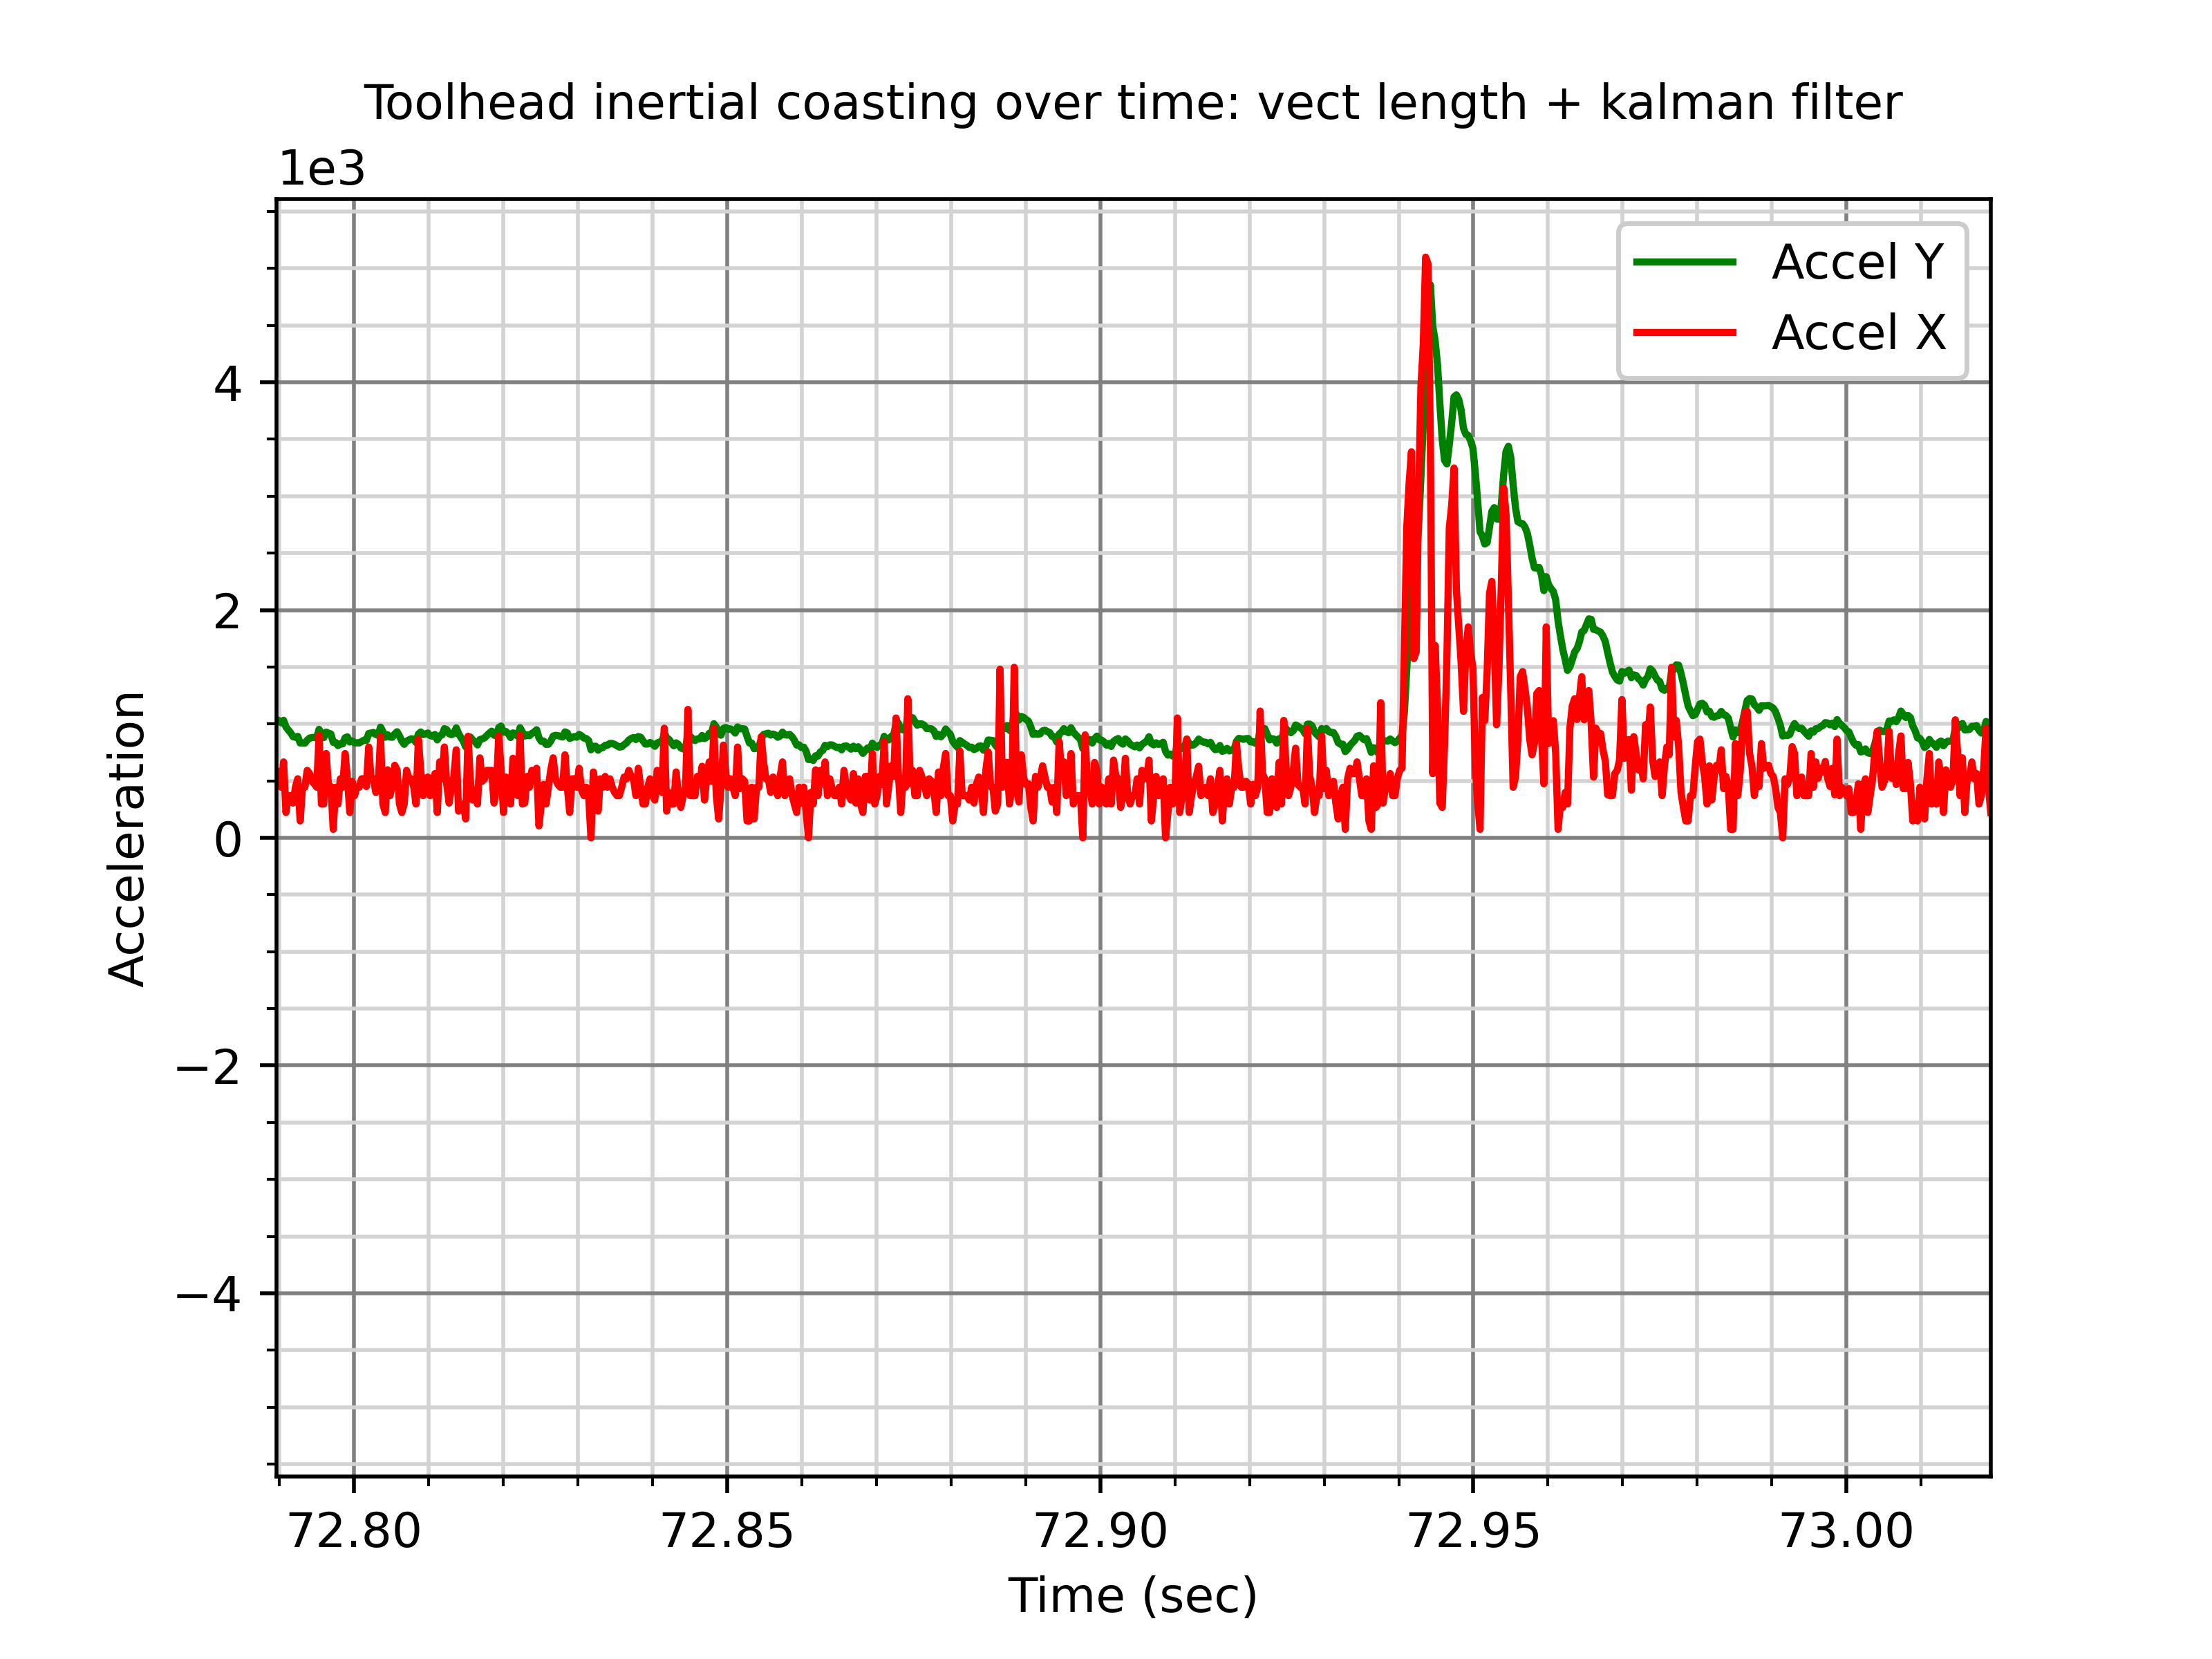 Toolhead inertial coasting over time: vect length + kalman filter
1e3
Accel Y
Accel X
4
2
0
−2
−4
Acceleration
72.80 72.85 72.90 72.95 73.00
Time (sec)